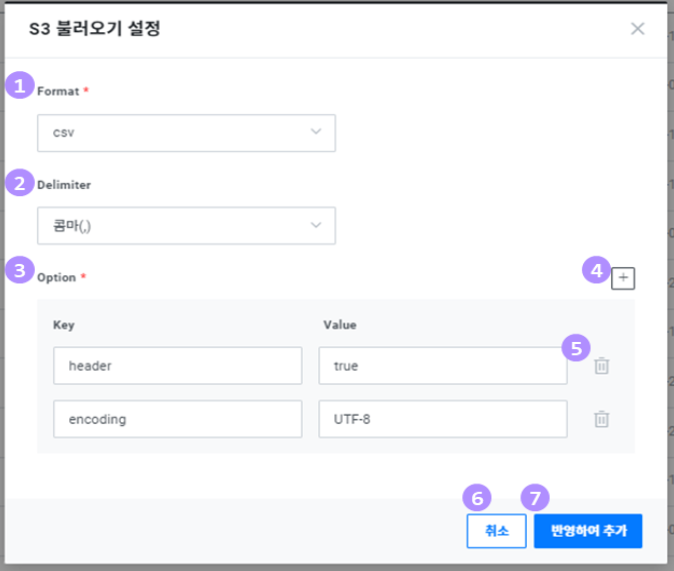 S3 불러오기 설정
1 Format *
csv
2 Delimiter
콤마(,)
3 Option * 4 +
Key Value
5
header true
encoding UTF-8
6 7
취소 반영하여 추가